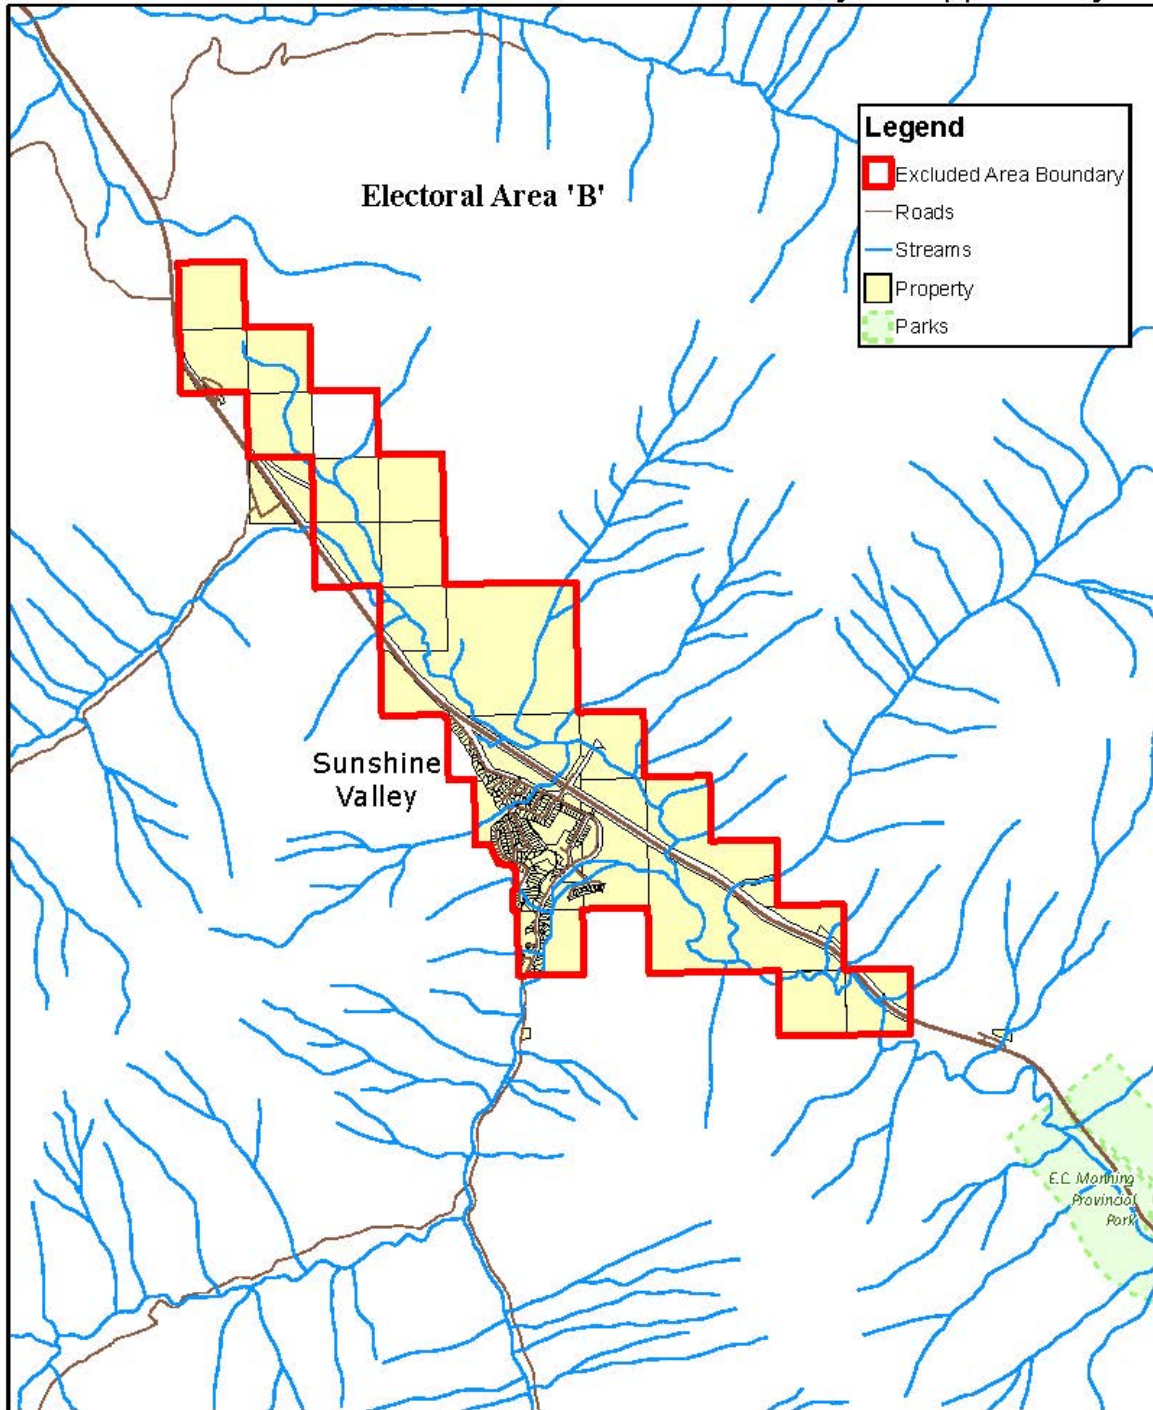 Legend
Excluded Area Boundary
Roads
Streams
Property
Parks
Electoral Area 'B'
Sunshine
Valley
E.C. Manning
Provincial
Park